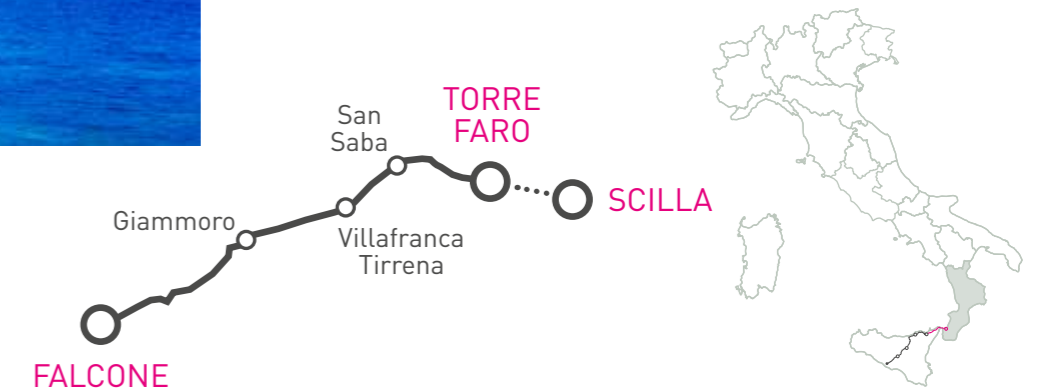 TORRE
FARO
San
Saba
SCILLA
Giammoro
Villafranca
Tirrena
FALCONE